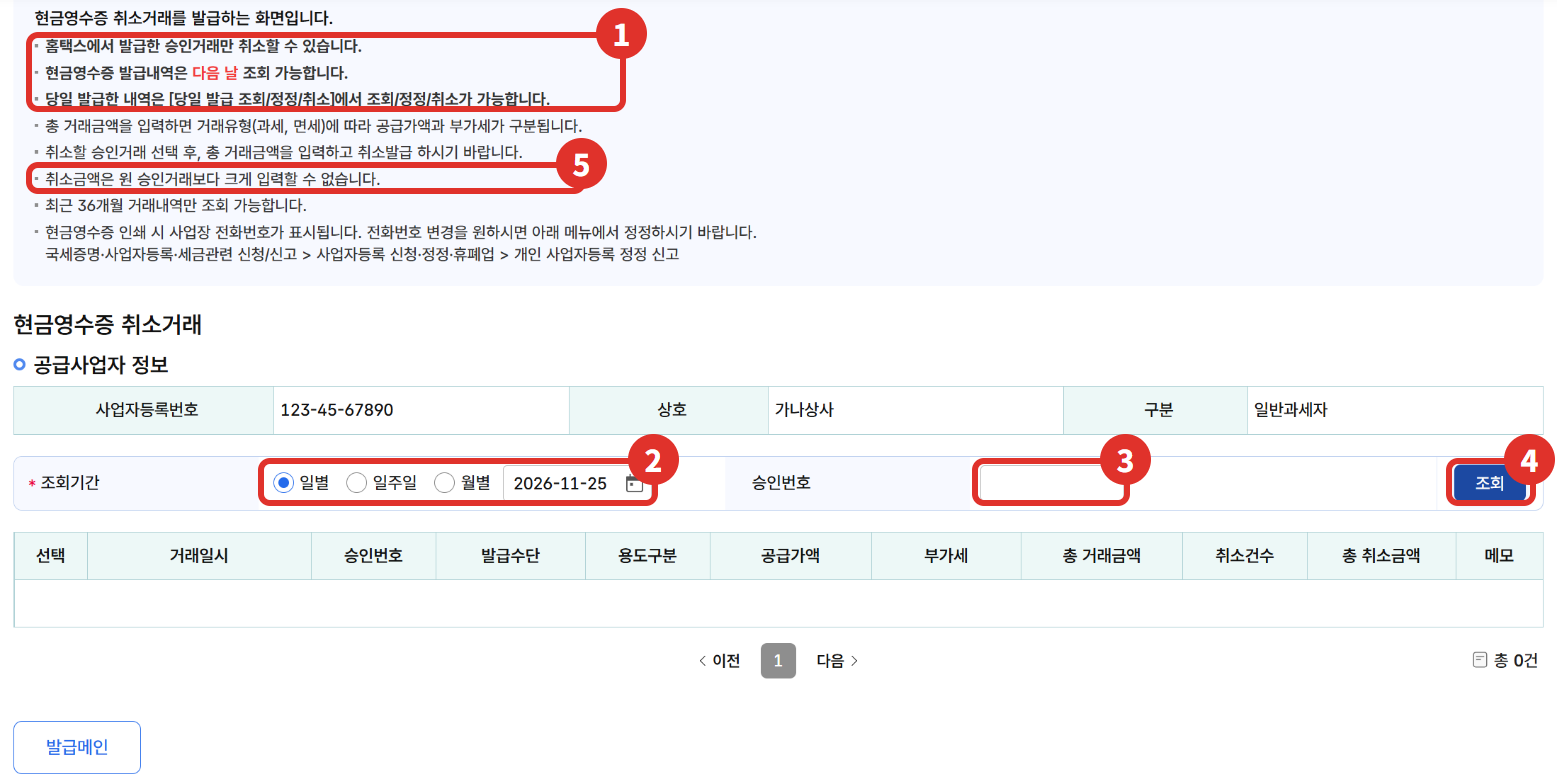 현금영수증 취소거래를 발급하는 화면입니다.
1
홈택스에서 발급한 승인거래만 취소할 수 있습니다.
현금영수증 발급내역은 다음 날 조회 가능합니다.
당일 발급한 내역은 [당일 발급 조회/정정/취소]에서 조회/정정/취소가 가능합니다.
총 거래금액을 입력하면 거래유형(과세, 면세)에 따라 공급가액과 부가세가 구분됩니다.
취소할 승인거래 선택 후, 총 거래금액을 입력하고 취소발급 하시기 바랍니다.
5
취소금액은 원 승인거래보다 크게 입력할 수 없습니다.
최근 36개월 거래내역만 조회 가능합니다.
현금영수증 인쇄 시 사업장 전화번호가 표시됩니다. 전화번호 변경을 원하시면 아래 메뉴에서 정정하시기 바랍니다.
국세증명·사업자등록·세금관련 신청/신고 > 사업자등록 신청·정정·휴폐업 > 개인 사업자등록 정정 신고
현금영수증 취소거래
공급사업자 정보
사업자등록번호 123-45-67890 상호 가나상사 구분 일반과세자
2 3 4
* 조회기간 일별 일주일 월별 2026-11-25 승인번호 조회
선택 거래일시 승인번호 발급수단 용도구분 공급가액 부가세 총 거래금액 취소건수 총 취소금액 메모
< 이전 1 다음 > 총 0건
발급메인